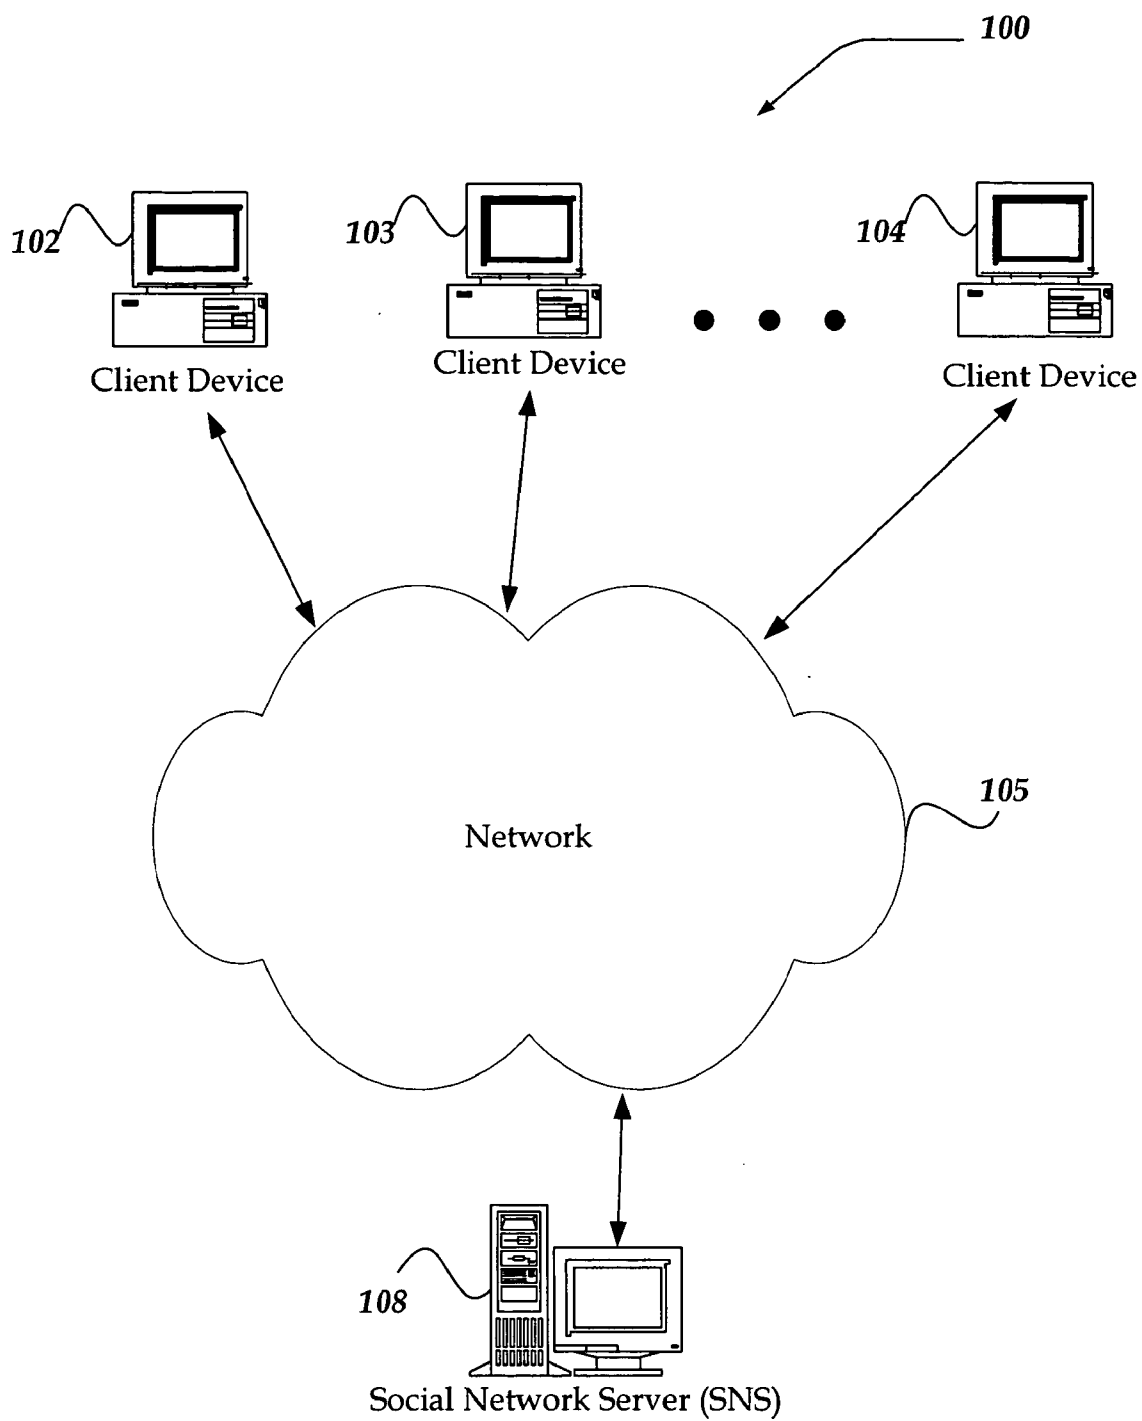 100
102
103
104
Client Device
Client Device
Client Device
Network
105
108
Social Network Server (SNS)